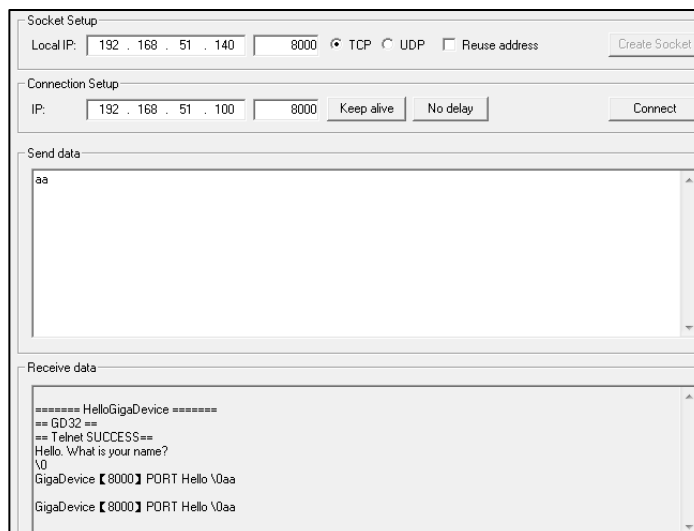 Socket Setup
Local IP: 192 . 168 . 51 . 140 8000 TCP UDP Reuse address Create Socket
Connection Setup
IP: 192 . 168 . 51 . 100 8000 Keep alive No delay Connect
Send data
aa
Receive data
======= HelloGigaDevice =======
== GD32 ==
== Telnet SUCCESS==
Hello. What is your name?
\0
GigaDevice【8000】PORT Hello \0aa
GigaDevice【8000】PORT Hello \0aa